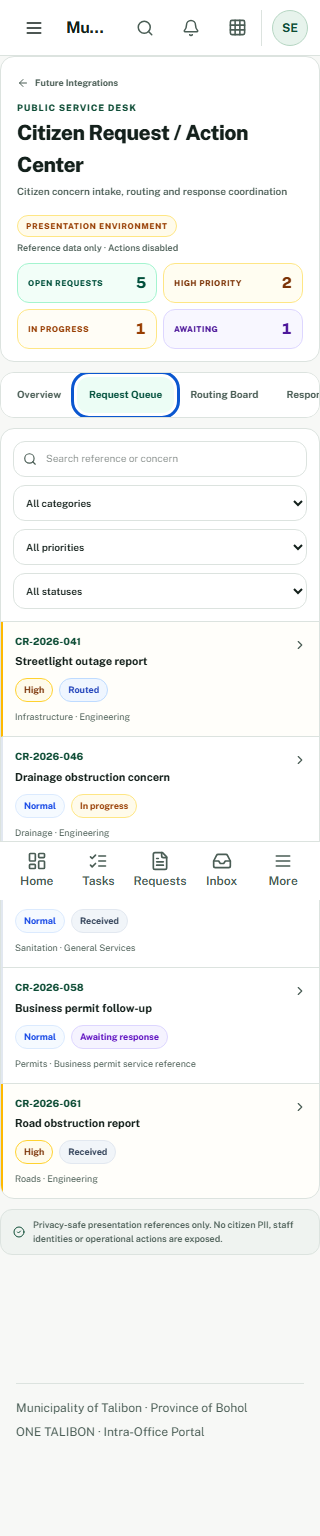 Mu...
SE
Future Integrations
PUBLIC SERVICE DESK
Citizen Request / Action
Center
Citizen concern intake, routing and response coordination
PRESENTATION ENVIRONMENT
Reference data only · Actions disabled
OPEN REQUESTS 5
HIGH PRIORITY 2
IN PROGRESS 1
AWAITING 1
Overview Request Queue Routing Board Respor
Search reference or concern
All categories
All priorities
All statuses
CR-2026-041
Streetlight outage report
High Routed
Infrastructure · Engineering
CR-2026-046
Drainage obstruction concern
Normal In progress
Drainage · Engineering
Home Tasks Requests Inbox More
Normal Received
Sanitation · General Services
CR-2026-058
Business permit follow-up
Normal Awaiting response
Permits · Business permit service reference
CR-2026-061
Road obstruction report
High Received
Roads · Engineering
Privacy-safe presentation references only. No citizen PII, staff
identities or operational actions are exposed.
Municipality of Talibon · Province of Bohol
ONE TALIBON · Intra-Office Portal